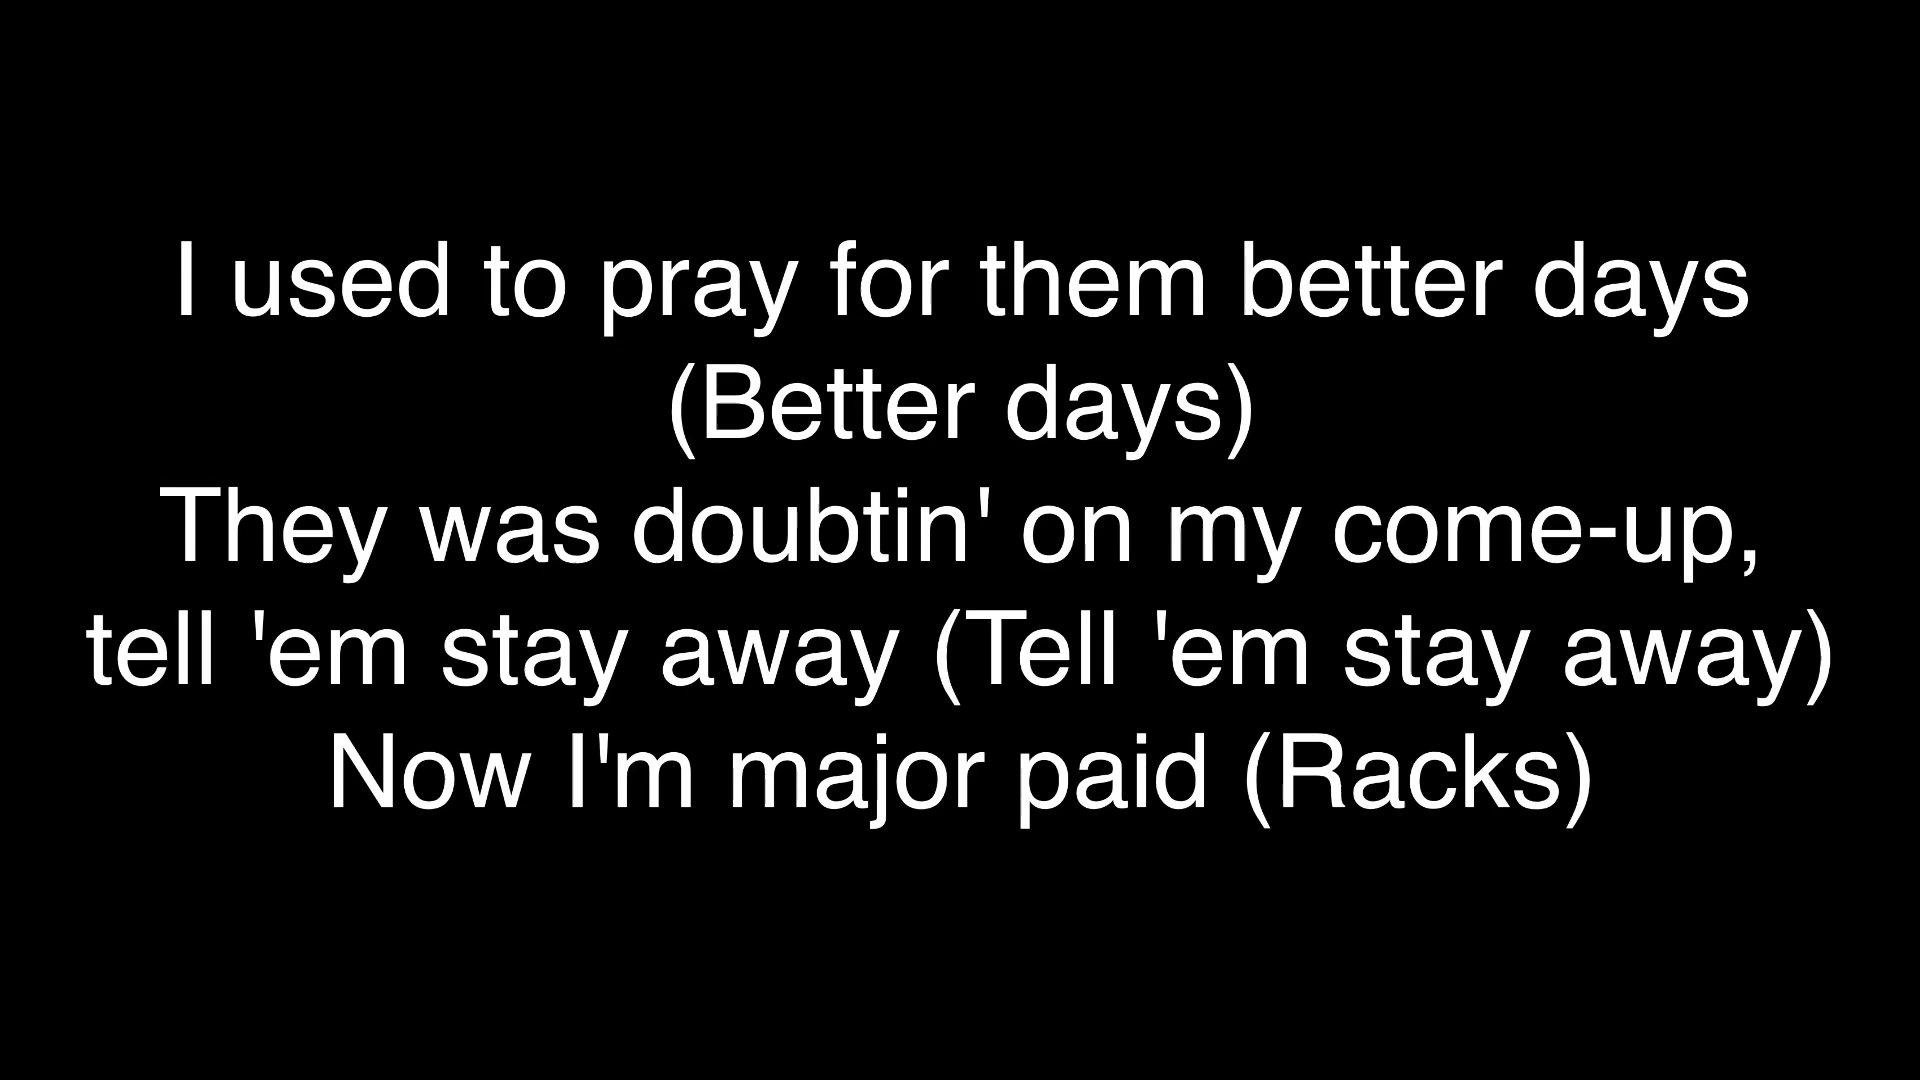 I used to pray for them better days
(Better days)
They was doubtin' on my come-up,
tell 'em stay away (Tell 'em stay away)
Now I'm major paid (Racks)